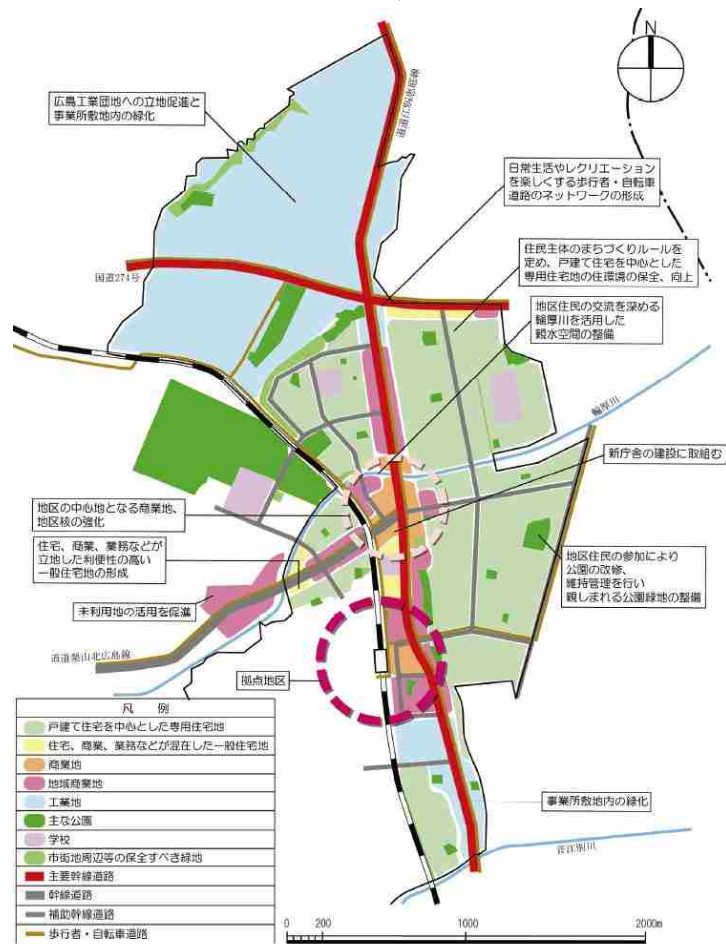 N
広島工業団地への立地促進と
事業所敷地内の緑化
道道江別恵庭線
日常生活やレクリエーション
を楽しくする歩行者・自転車
道路のネットワークの形成
国道274号
住民主体のまちづくりルールを
定め、戸建て住宅を中心とした
専用住宅地の住環境の保全、向上
地区住民の交流を深める
輪厚川を活用した
親水空間の整備
輪厚川
新庁舎の建設に取組む
地区の中心地となる商業地、
地区核の強化
住宅、商業、業務などが
立地した利便性の高い
一般住宅地の形成
地区住民の参加により
公園の改修、
維持管理を行い
親しまれる公園緑地の整備
未利用地の活用を促進
道道栗山北広島線
拠点地区
凡 例
戸建て住宅を中心とした専用住宅地
住宅、商業、業務などが混在した一般住宅地
商業地
地域商業地
工業地
主な公園
学校
市街地周辺等の保全すべき緑地
主要幹線道路
幹線道路
補助幹線道路
歩行者・自転車道路
事業所敷地内の緑化
0 200 1000 2000m